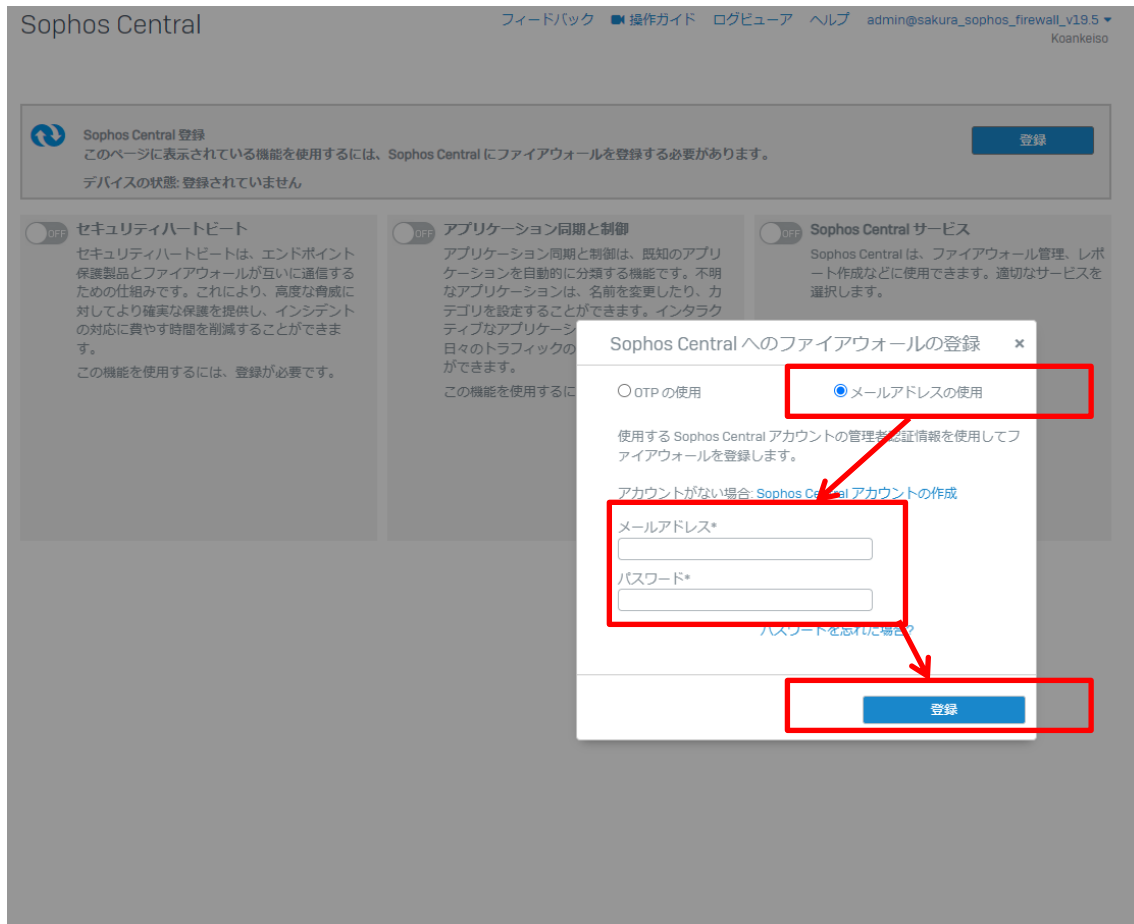 Sophos Central
フィードバック 操作ガイド ログビューア ヘルプ admin@sakura_sophos_firewall_v19.5
Koankeiso
Sophos Central 登録
このページに表示されている機能を使用するには、Sophos Central にファイアウォールを登録する必要があります。
デバイスの状態: 登録されていません
登録
OFF セキュリティハートビート
セキュリティハートビートは、エンドポイント
保護製品とファイアウォールが互いに通信する
ための仕組みです。これにより、高度な脅威に
対してより確実な保護を提供し、インシデント
の対応に費やす時間を削減することができま
す。
この機能を使用するには、登録が必要です。
OFF アプリケーション同期と制御
アプリケーション同期と制御は、既知のアプリ
ケーションを自動的に分類する機能です。不明
なアプリケーションは、名前を変更したり、カ
テゴリを設定することができます。インタラク
ティブなアプリケーシ
日々のトラフィックの
ができます。
この機能を使用するに
OFF Sophos Central サービス
Sophos Central は、ファイアウォール管理、レポ
ート作成などに使用できます。適切なサービスを
選択します。
Sophos Central へのファイアウォールの登録 ×
OTP の使用 メールアドレスの使用
使用する Sophos Central アカウントの管理者認証情報を使用してフ
ァイアウォールを登録します。
アカウントがない場合: Sophos Central アカウントの作成
メールアドレス*
パスワード*
パスワードを忘れた場合?
登録